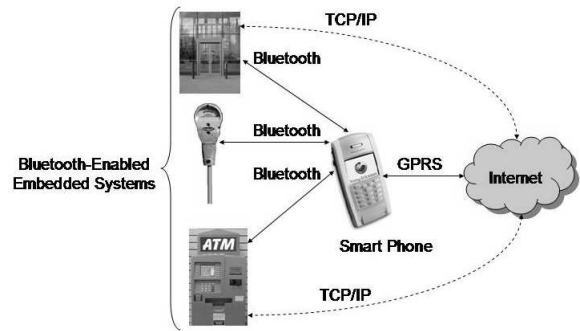 TCP/IP
Bluetooth
Bluetooth
Bluetooth-Enabled
Embedded Systems
Bluetooth
GPRS
Internet
ATM
Smart Phone
TCP/IP